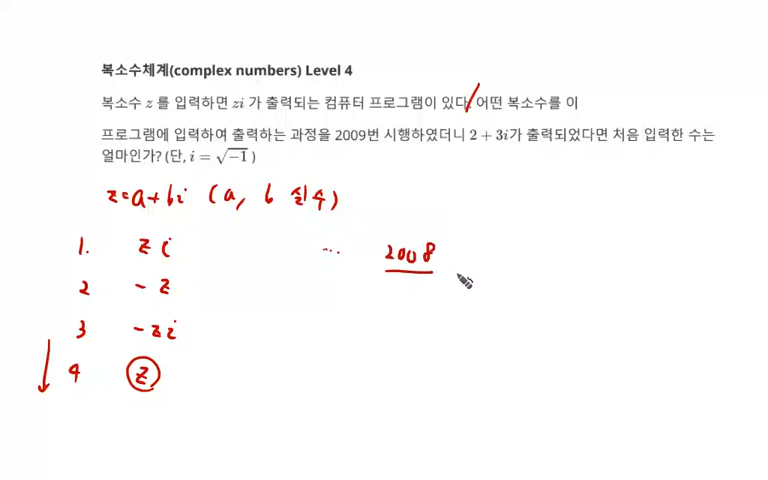 복소수체계(complex numbers) Level 4
복소수 z 를 입력하면 zi 가 출력되는 컴퓨터 프로그램이 있다. 어떤 복소수를 이
프로그램에 입력하여 출력하는 과정을 2009번 시행하였더니 2 + 3i가 출력되었다면 처음 입력한 수는
얼마인가? (단, i = √−1 )
z=a+bi (a, b 실수)
1. zi ... 2008
2 -z
3 -zi
4 z